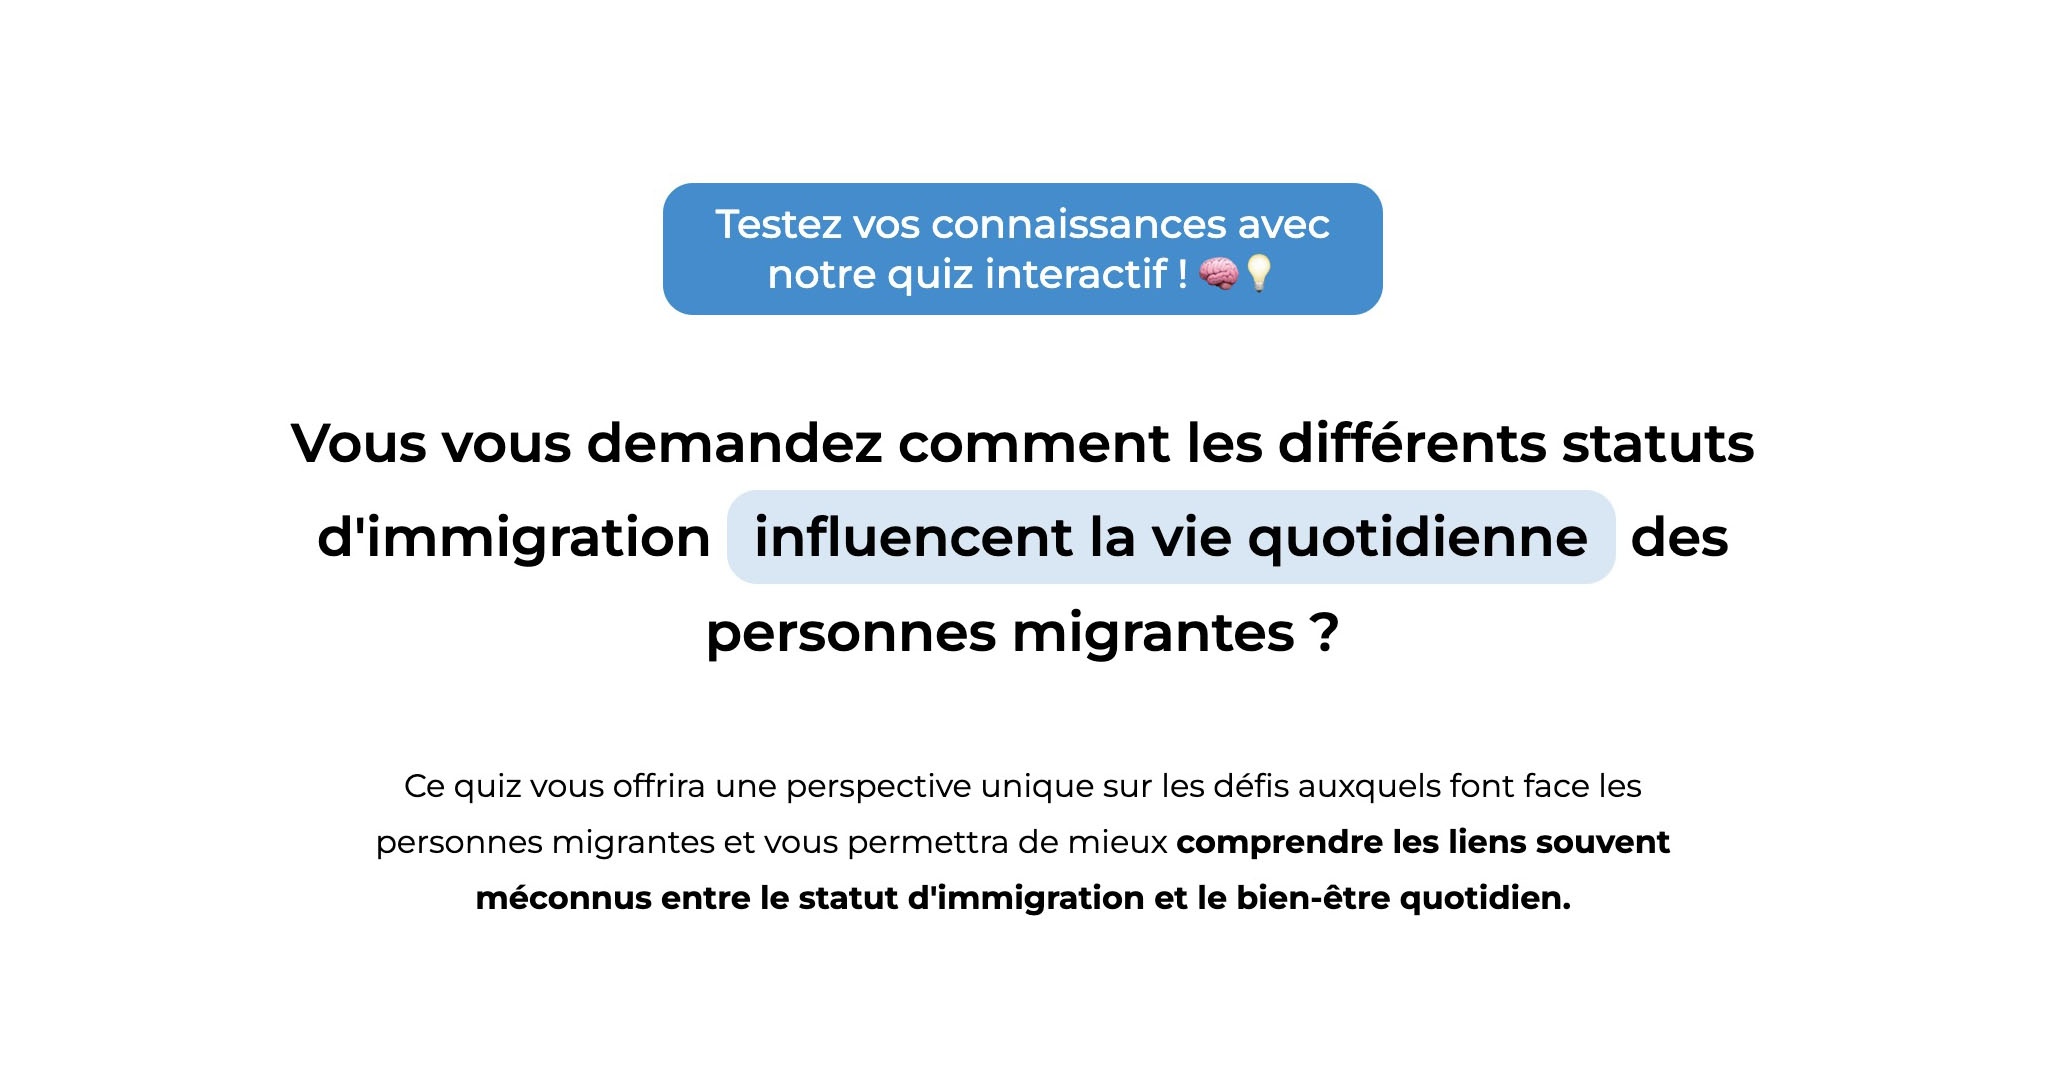 Testez vos connaissances avec
notre quiz interactif ! 🧠💡
Vous vous demandez comment les différents statuts
d'immigration influencent la vie quotidienne des
personnes migrantes ?
Ce quiz vous offrira une perspective unique sur les défis auxquels font face les
personnes migrantes et vous permettra de mieux comprendre les liens souvent
méconnus entre le statut d'immigration et le bien-être quotidien.